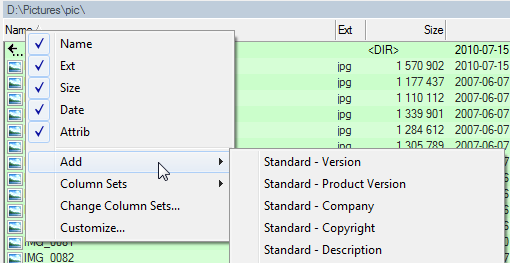 D:\Pictures\pic\
Name Ext Size Date
<DIR> 2010-07-15
Name
Ext jpg 1 570 902 2010-07-15
Size jpg 1 177 437 2007-06-07
jpg 1 110 112 2007-06-07
Date jpg 1 339 901 2007-06-07
Attrib jpg 1 284 612 2007-06-07
jpg 1 305 789 2007-06-07
Add Standard - Version
Column Sets Standard - Product Version
Change Column Sets... Standard - Company
Customize... Standard - Copyright
IMG_0081 Standard - Description
IMG_0082